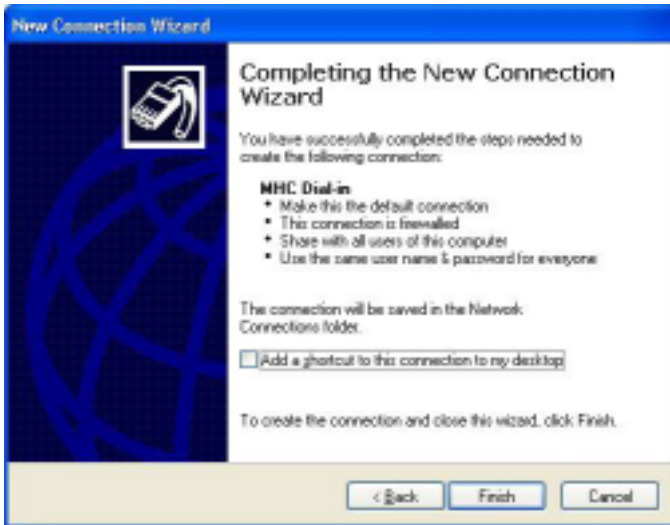 New Connection Wizard
Completing the New Connection
Wizard
You have successfully completed the steps needed to
create the following connection:
MHC Dial-in
* Make this the default connection
* This connection is firewalled
* Share with all users of this computer
* Use the same user name & password for everyone
The connection will be saved in the Network
Connections folder.
Add a shortcut to this connection to my desktop
To create the connection and close this wizard, click Finish.
< Back
Finish
Cancel